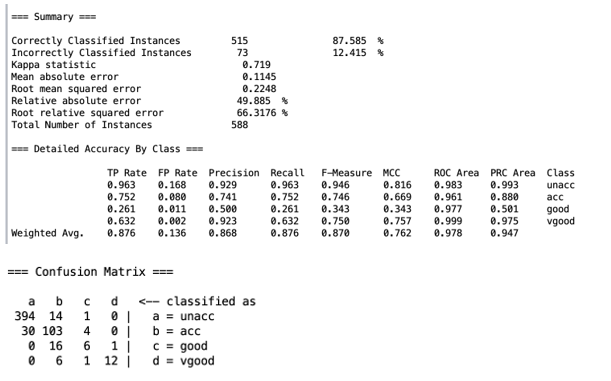 === Summary ===
Correctly Classified Instances 515 87.585 %
Incorrectly Classified Instances 73 12.415 %
Kappa statistic 0.719
Mean absolute error 0.1145
Root mean squared error 0.2248
Relative absolute error 49.885 %
Root relative squared error 66.3176 %
Total Number of Instances 588
=== Detailed Accuracy By Class ===
TP Rate FP Rate Precision Recall F-Measure MCC ROC Area PRC Area Class
0.963 0.168 0.929 0.963 0.946 0.816 0.983 0.993 unacc
0.752 0.080 0.741 0.752 0.746 0.669 0.961 0.880 acc
0.261 0.011 0.500 0.261 0.343 0.343 0.977 0.501 good
0.632 0.002 0.923 0.632 0.750 0.757 0.999 0.975 vgood
Weighted Avg. 0.876 0.136 0.868 0.876 0.870 0.762 0.978 0.947
=== Confusion Matrix ===
a b c d <-- classified as
394 14 1 0 | a = unacc
30 103 4 0 | b = acc
0 16 6 1 | c = good
0 6 1 12 | d = vgood